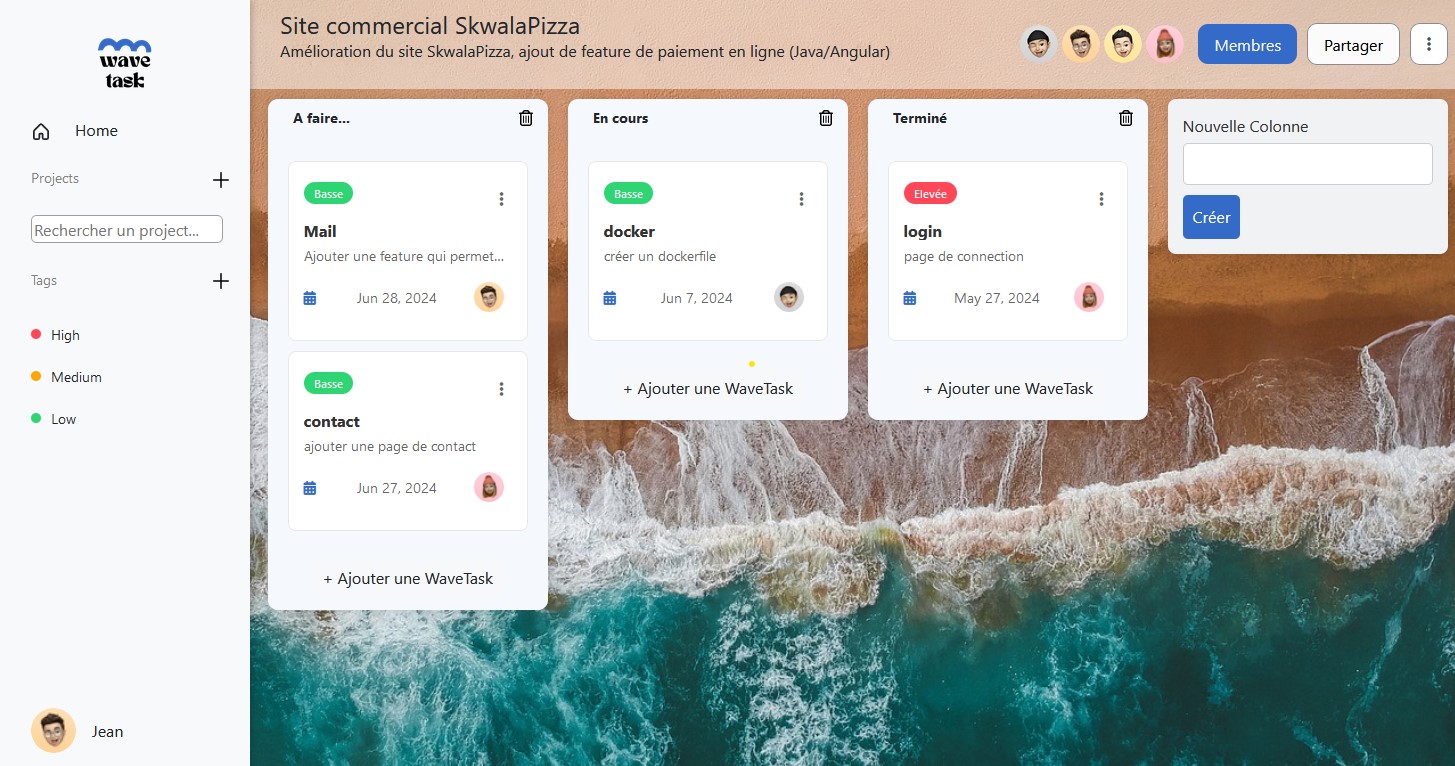 wave
task
Home
Projects
Rechercher un project...
Tags
High
Medium
Low
Jean
Site commercial SkwalaPizza
Amélioration du site SkwalaPizza, ajout de feature de paiement en ligne (Java/Angular)
Membres
Partager
A faire...
Basse
Mail
Ajouter une feature qui permet...
Jun 28, 2024
Basse
contact
ajouter une page de contact
Jun 27, 2024
+ Ajouter une WaveTask
En cours
Basse
docker
créer un dockerfile
Jun 7, 2024
+ Ajouter une WaveTask
Terminé
Elevée
login
page de connection
May 27, 2024
+ Ajouter une WaveTask
Nouvelle Colonne
Créer